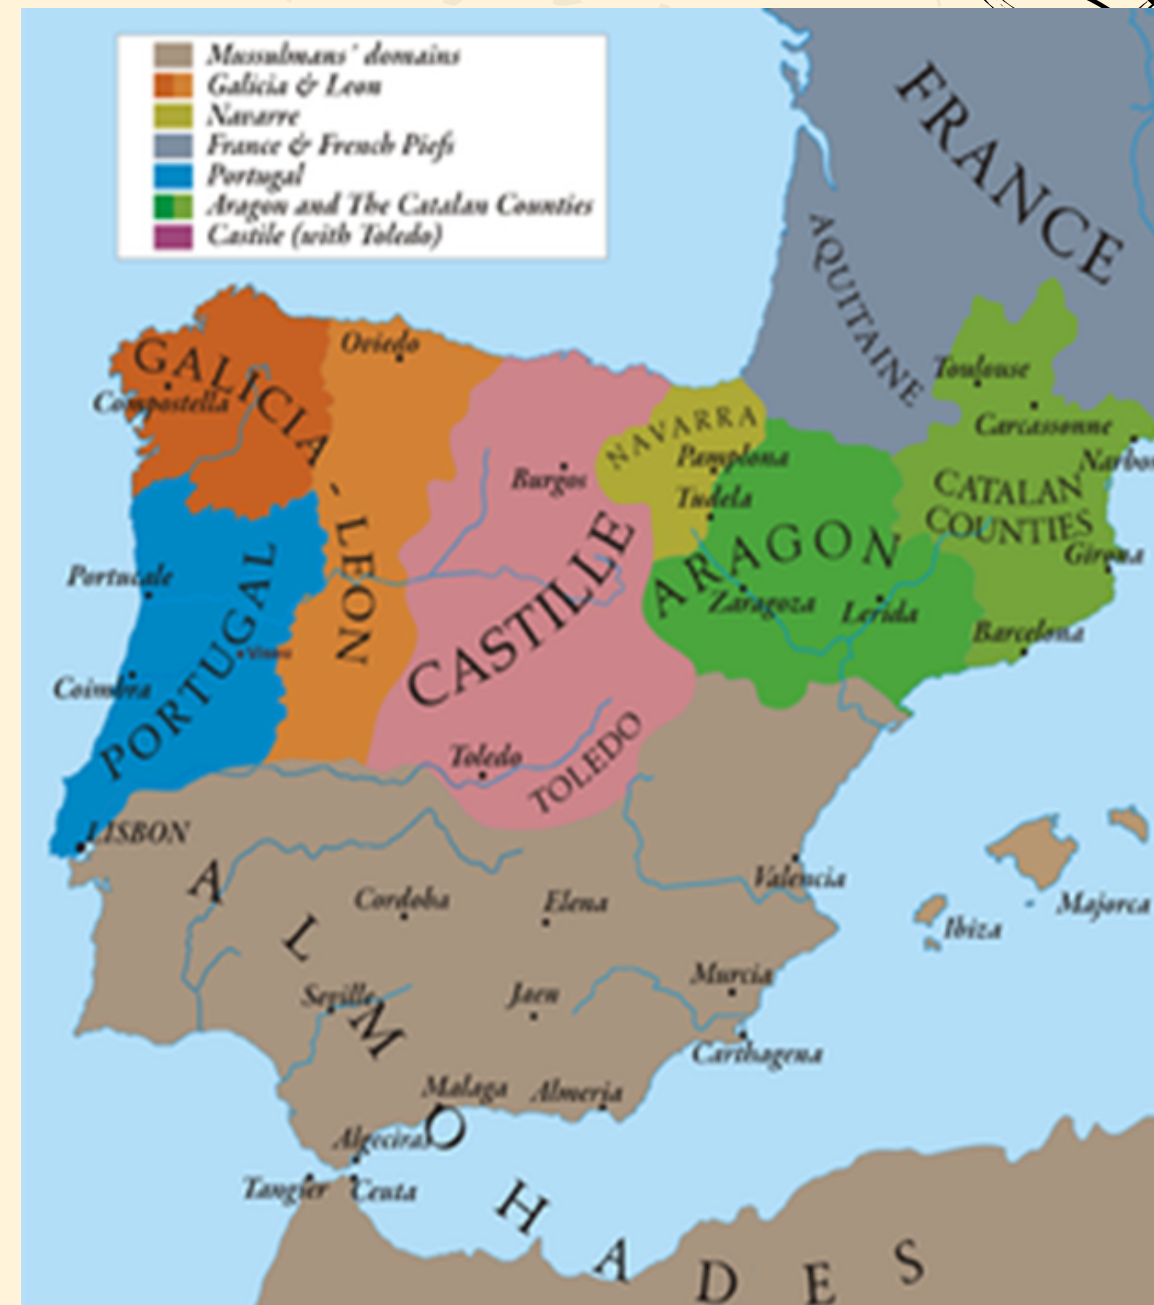 Mussulmans' domains
Galicia & Leon
Navarre
France & French Piefs
Portugal
Aragon and The Catalan Counties
Castile (with Toledo)
FRANCE
AQUITAINE
GALICIA - LEON
Oviedo
Compostella
NAVARRA
Pamplona
Tudela
Burgos
Toulouse
Carcassonne
CATALAN
COUNTIES
Girona
ARAGON
Zaragoza
Lerida
Barcelona
CASTILLE
Portucale
PORTUGAL
Viseu
Coimbra
Toledo
TOLEDO
LISBON
ALMOHADES
Cordoba
Elena
Valencia
Majorca
Ibiza
Seville
Jaen
Murcia
Carthagena
Malaga
Almeria
Algeciras
Tangier
Ceuta